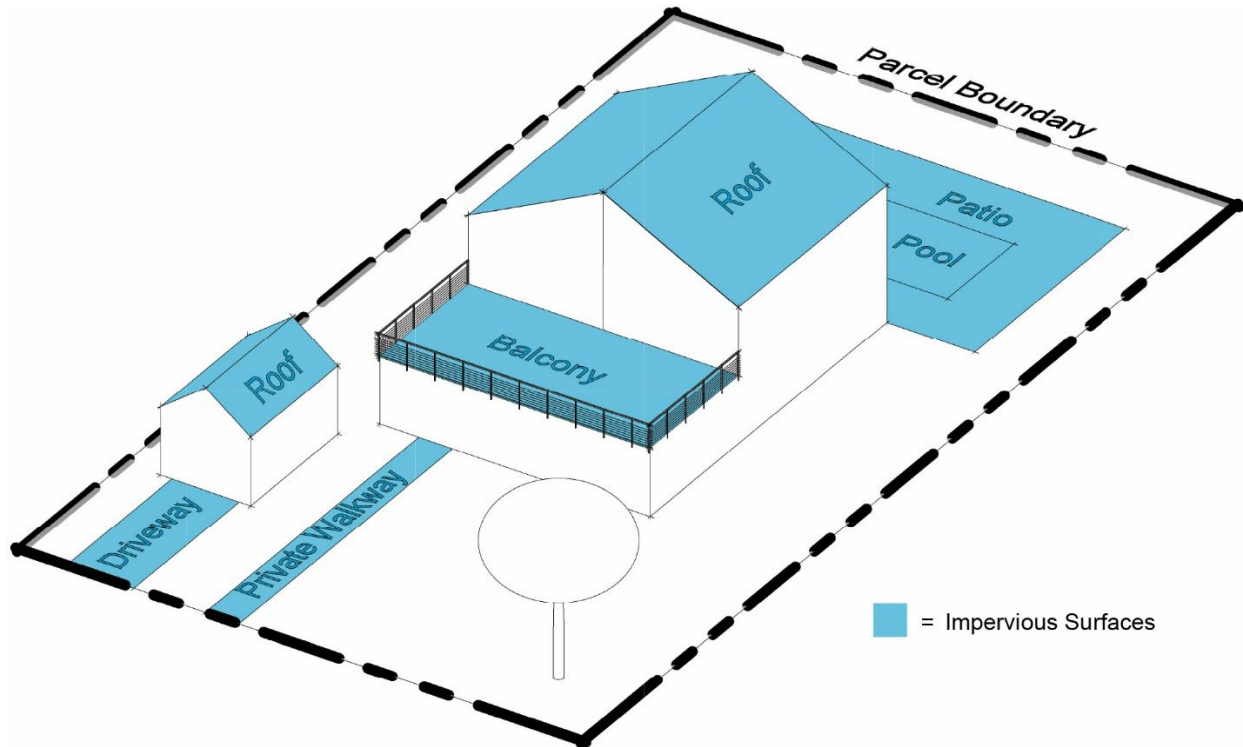 Parcel Boundary
Roof
Patio
Pool
Balcony
Roof
Driveway
Private Walkway
= Impervious Surfaces